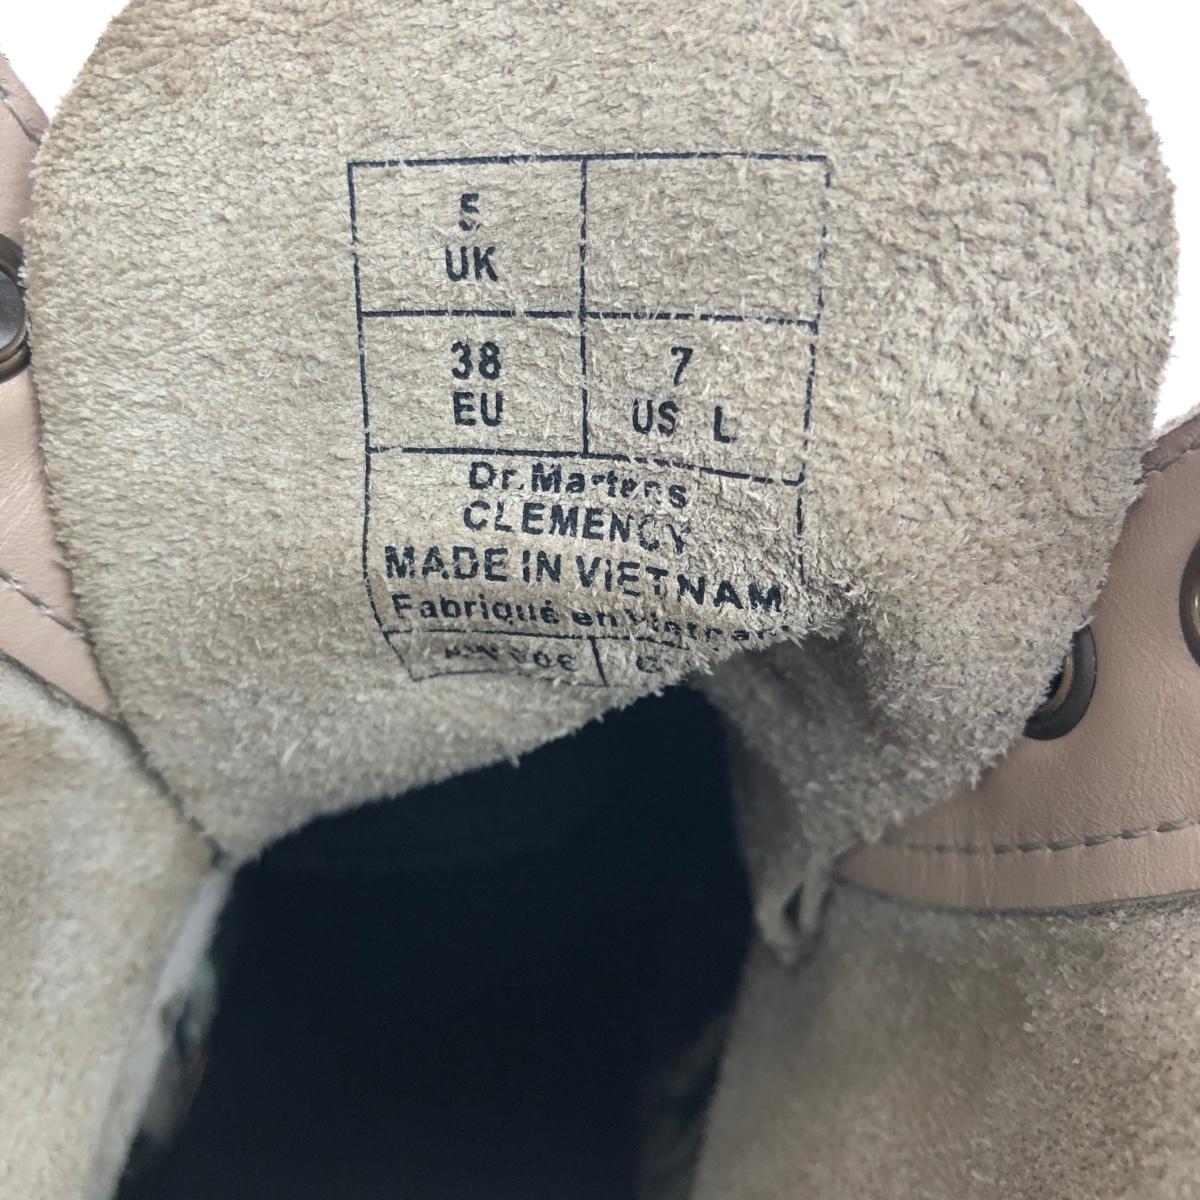 5
UK
38
EU
7
US L
Dr.Martens
CLEMENCY
MADE IN VIETNAM
Fabriqué en Vietnam